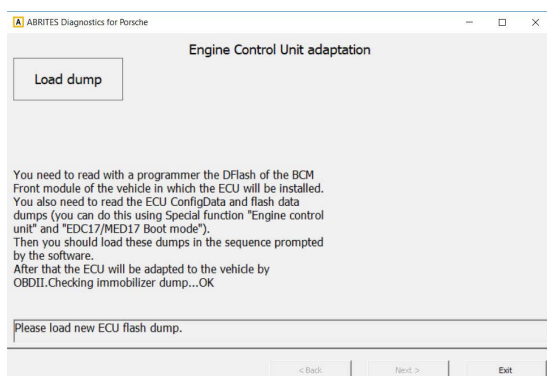 A ABRITES Diagnostics for Porsche
Engine Control Unit adaptation
Load dump
You need to read with a programmer the DFlash of the BCM
Front module of the vehicle in which the ECU will be installed.
You also need to read the ECU ConfigData and flash data
dumps (you can do this using Special function "Engine control
unit" and "EDC17/MED17 Boot mode").
Then you should load these dumps in the sequence prompted
by the software.
After that the ECU will be adapted to the vehicle by
OBDII.Checking immobilizer dump...OK
Please load new ECU flash dump.
< Back
Next >
Exit